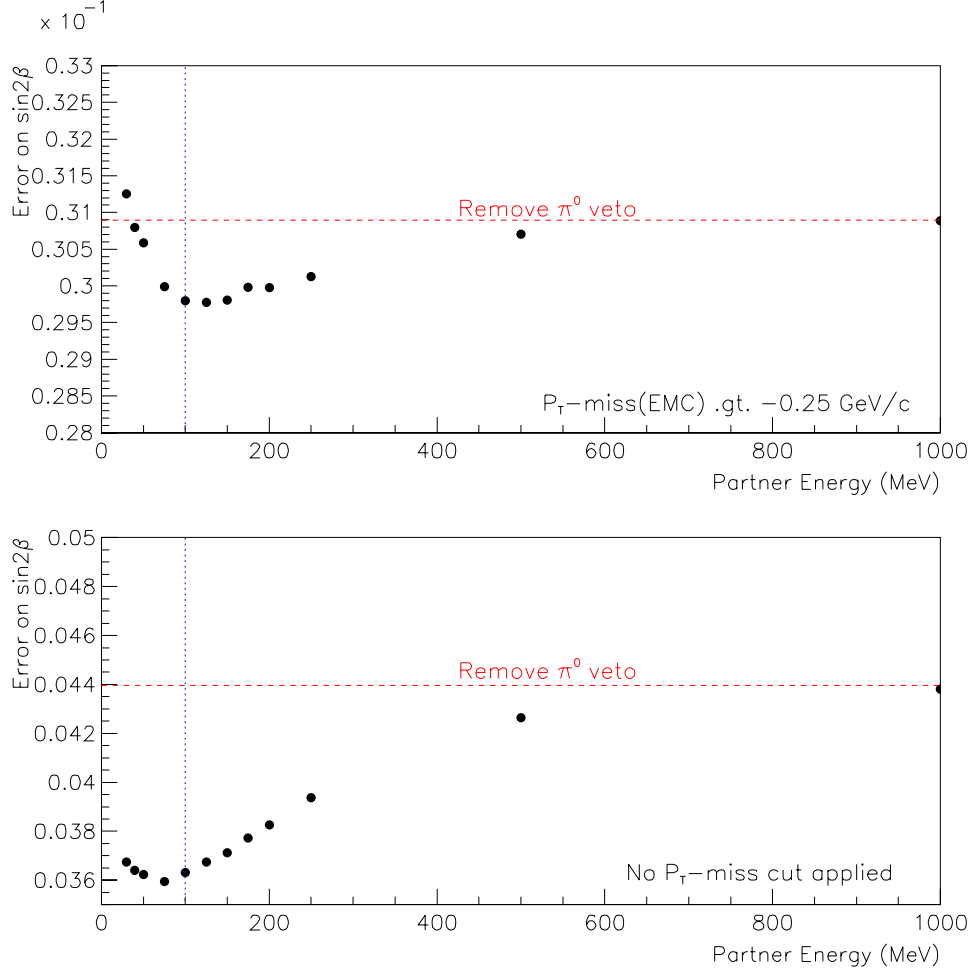 × 10⁻¹
Error on sin2β
0.33
0.325
0.32
0.315
0.31
0.305
0.3
0.295
0.29
0.285
0.28
Remove π⁰ veto
P_T−miss(EMC) .gt. −0.25 GeV/c
0 200 400 600 800 1000
Partner Energy (MeV)
Error on sin2β
0.05
0.048
0.046
0.044
0.042
0.04
0.038
0.036
Remove π⁰ veto
No P_T−miss cut applied
0 200 400 600 800 1000
Partner Energy (MeV)